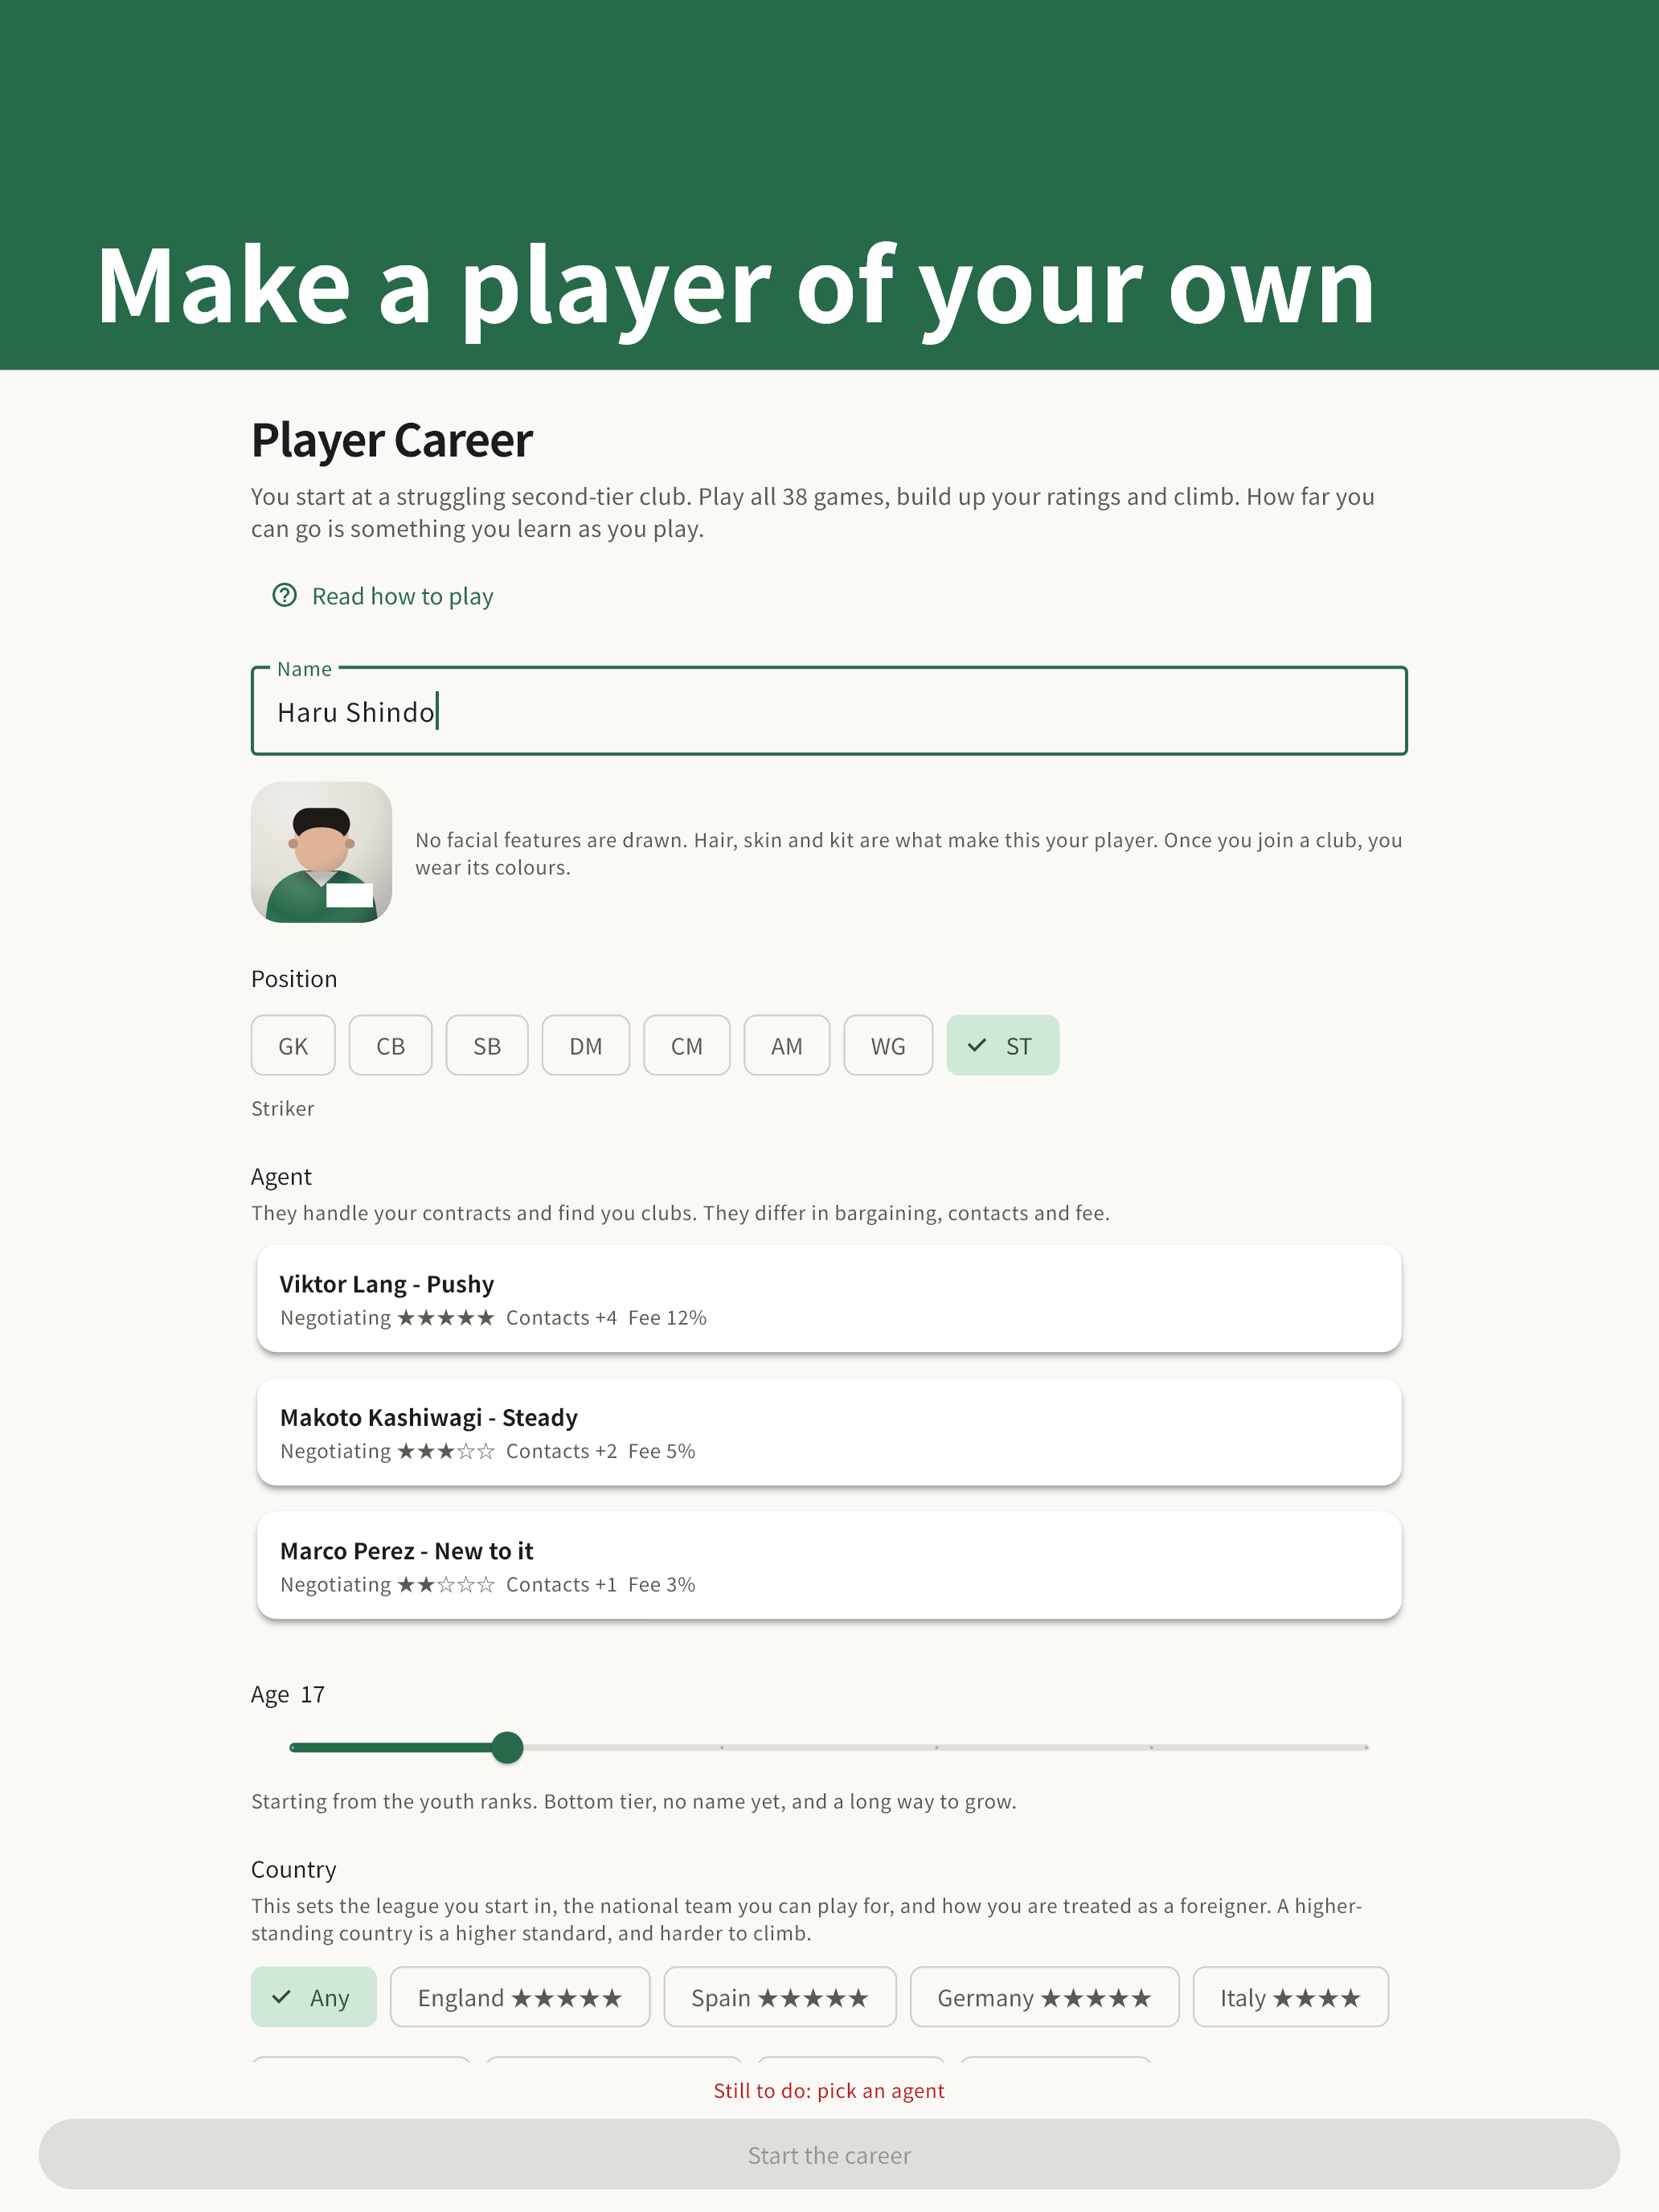 Make a player of your own
Player Career
You start at a struggling second-tier club. Play all 38 games, build up your ratings and climb. How far you
can go is something you learn as you play.
Read how to play
Name
Haru Shindo
No facial features are drawn. Hair, skin and kit are what make this your player. Once you join a club, you
wear its colours.
Position
GK CB SB DM CM AM WG ST
Striker
Agent
They handle your contracts and find you clubs. They differ in bargaining, contacts and fee.
Viktor Lang - Pushy
Negotiating ★★★★★ Contacts +4 Fee 12%
Makoto Kashiwagi - Steady
Negotiating ★★★☆☆ Contacts +2 Fee 5%
Marco Perez - New to it
Negotiating ★★☆☆☆ Contacts +1 Fee 3%
Age 17
Starting from the youth ranks. Bottom tier, no name yet, and a long way to grow.
Country
This sets the league you start in, the national team you can play for, and how you are treated as a foreigner. A higher-
standing country is a higher standard, and harder to climb.
Any England ★★★★★ Spain ★★★★★ Germany ★★★★★ Italy ★★★★
Still to do: pick an agent
Start the career